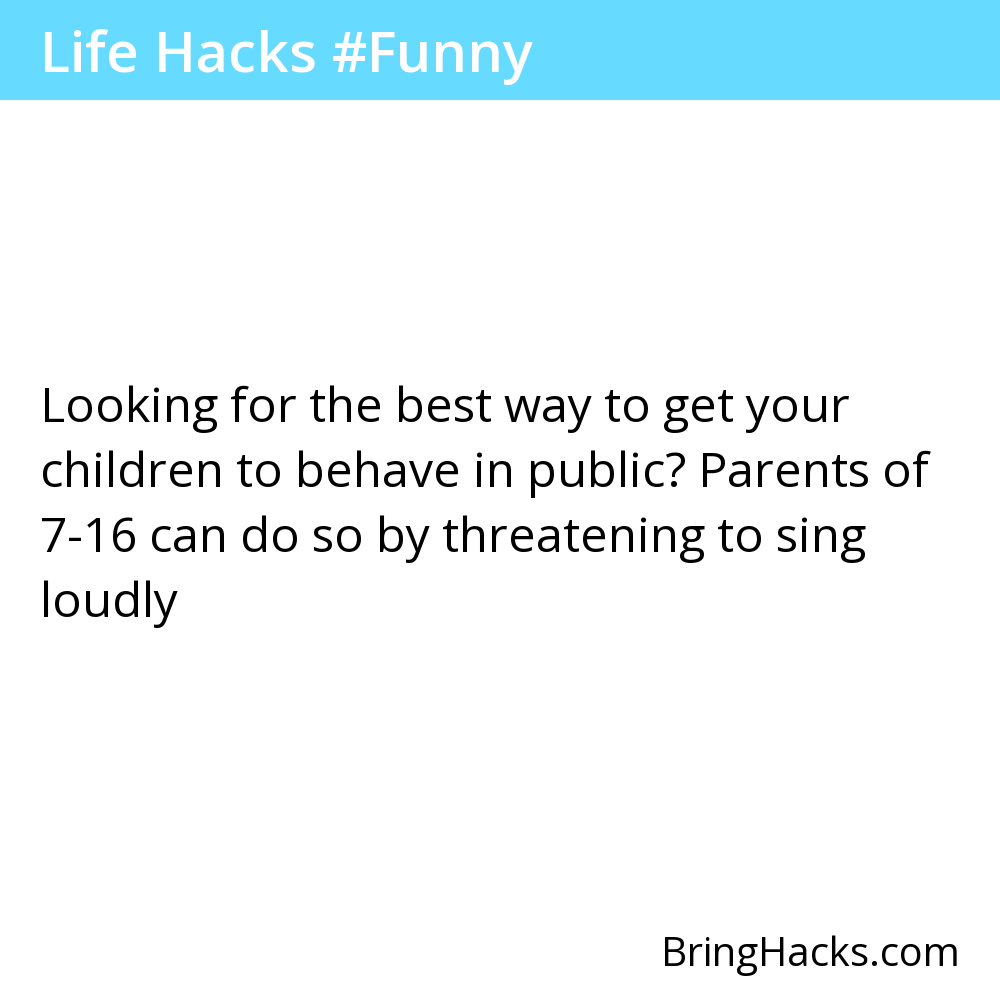 Life Hacks #Funny
Looking for the best way to get your
children to behave in public? Parents of
7-16 can do so by threatening to sing
loudly
BringHacks.com